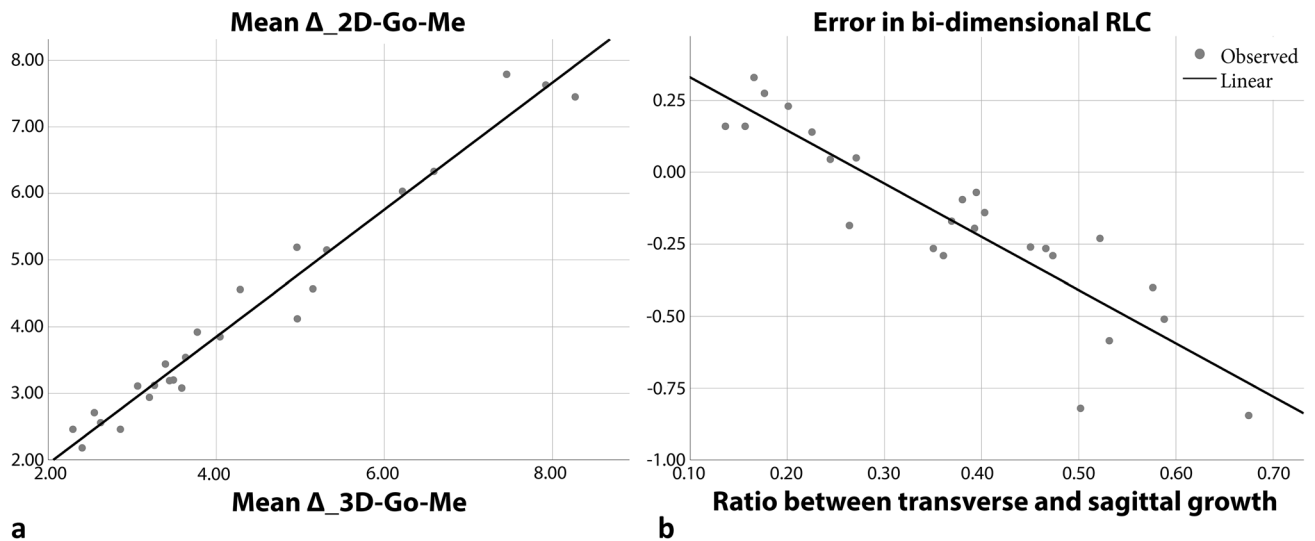 Mean Δ_2D-Go-Me
8.00
7.00
6.00
5.00
4.00
3.00
2.00
2.00 4.00 6.00 8.00
Mean Δ_3D-Go-Me
a
Error in bi-dimensional RLC
Observed
Linear
0.25
0.00
-0.25
-0.50
-0.75
-1.00
0.10 0.20 0.30 0.40 0.50 0.60 0.70
Ratio between transverse and sagittal growth
b